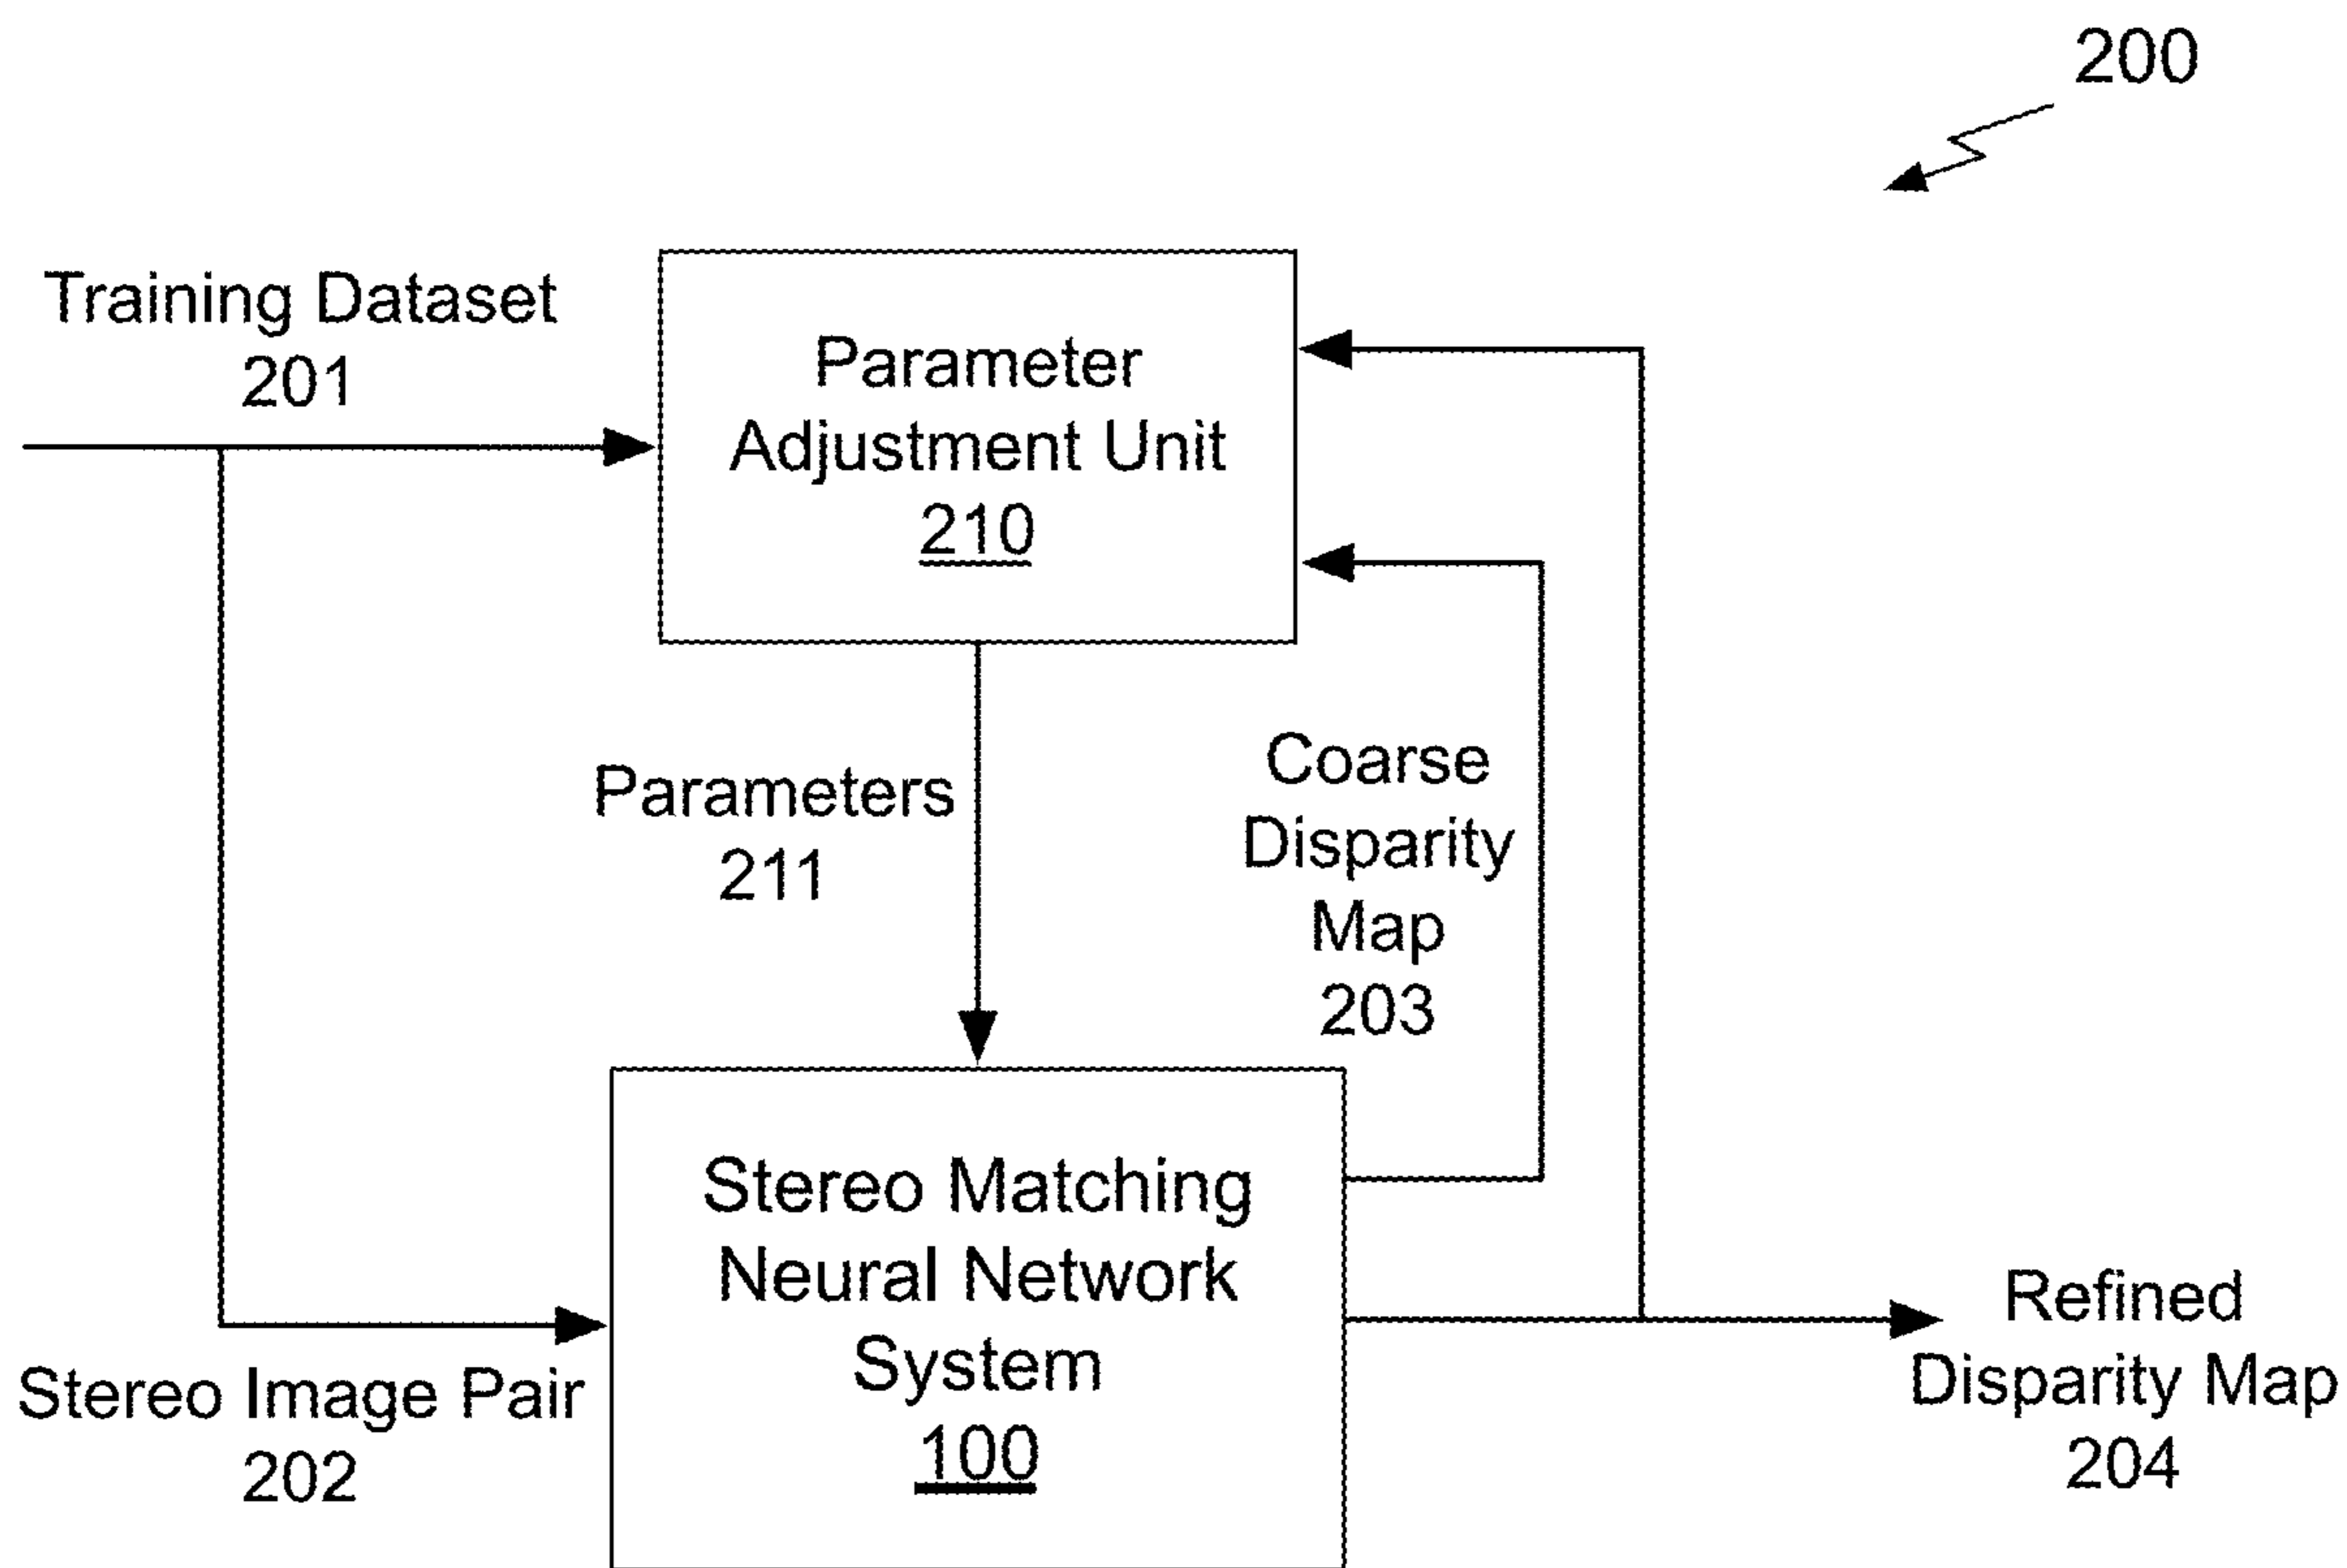 200
Training Dataset
201
Parameter
Adjustment Unit
210
Parameters
211
Coarse
Disparity
Map
203
Stereo Matching
Neural Network
System
100
Stereo Image Pair
202
Refined
Disparity Map
204